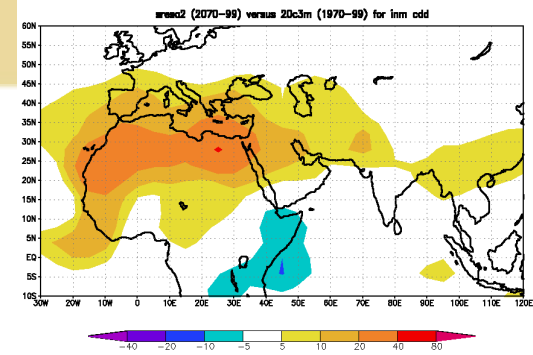 sresa2 (2070-99) versus 20c3m (1970-99) for inm cdd
60N
55N
50N
45N
40N
35N
30N
25N
20N
15N
10N
5N
EQ
5S
10S
30W 20W 10W 0 10E 20E 30E 40E 50E 60E 70E 80E 90E 100E 110E 120E
-40 -20 -10 -5 5 10 20 40 80